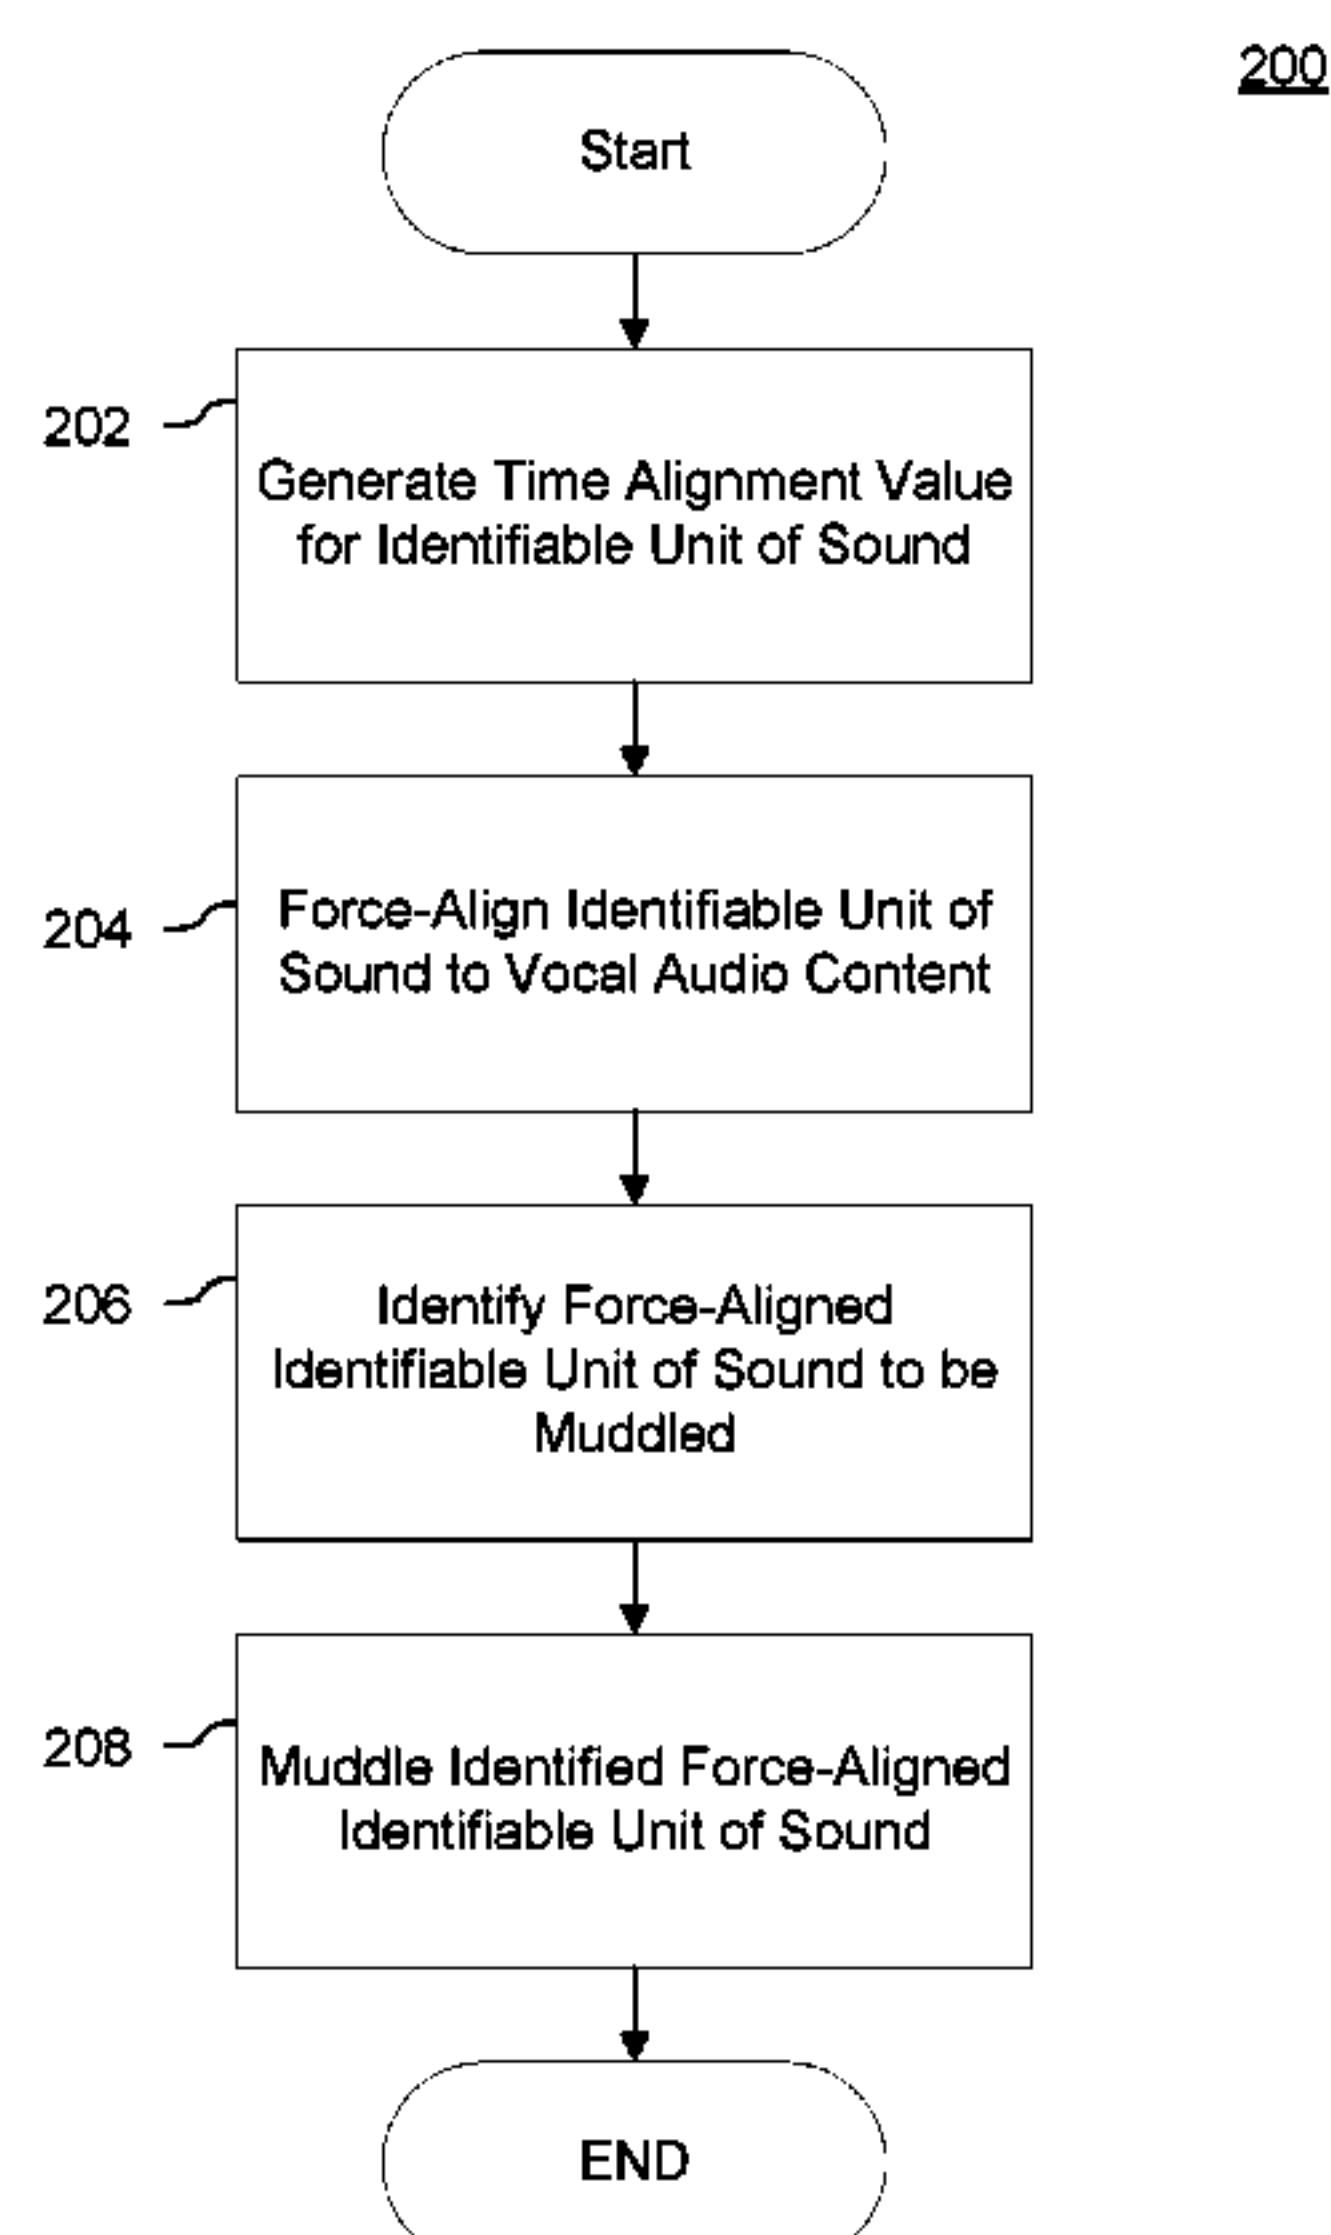 200
Start
202
Generate Time Alignment Value
for Identifiable Unit of Sound
204
Force-Align Identifiable Unit of
Sound to Vocal Audio Content
206
Identify Force-Aligned
Identifiable Unit of Sound to be
Muddled
208
Muddle Identified Force-Aligned
Identifiable Unit of Sound
END